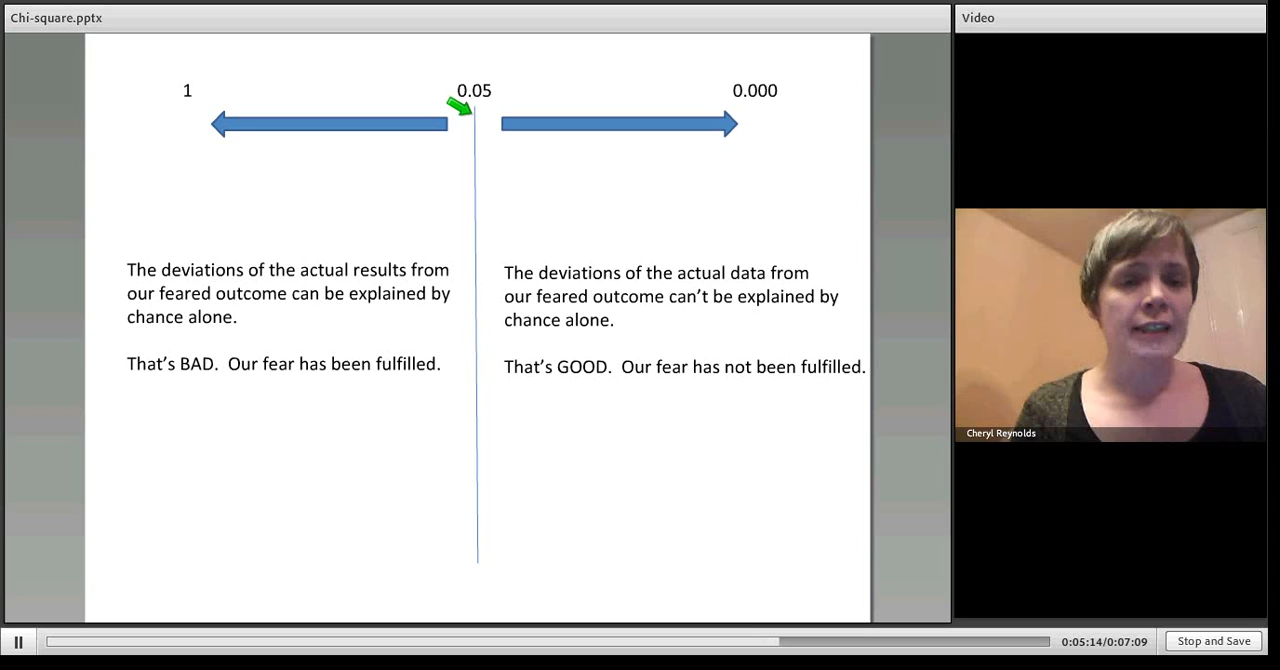 Chi-square.pptx
Video
1
0.05
0.000
The deviations of the actual results from
our feared outcome can be explained by
chance alone.
That’s BAD.  Our fear has been fulfilled.
The deviations of the actual data from
our feared outcome can’t be explained by
chance alone.
That’s GOOD.  Our fear has not been fulfilled.
Cheryl Reynolds
0:05:14/0:07:09
Stop and Save